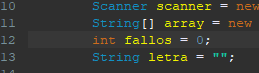 10 Scanner scanner = new
11 String[] array = new
12 int fallos = 0;
13 String letra = "";